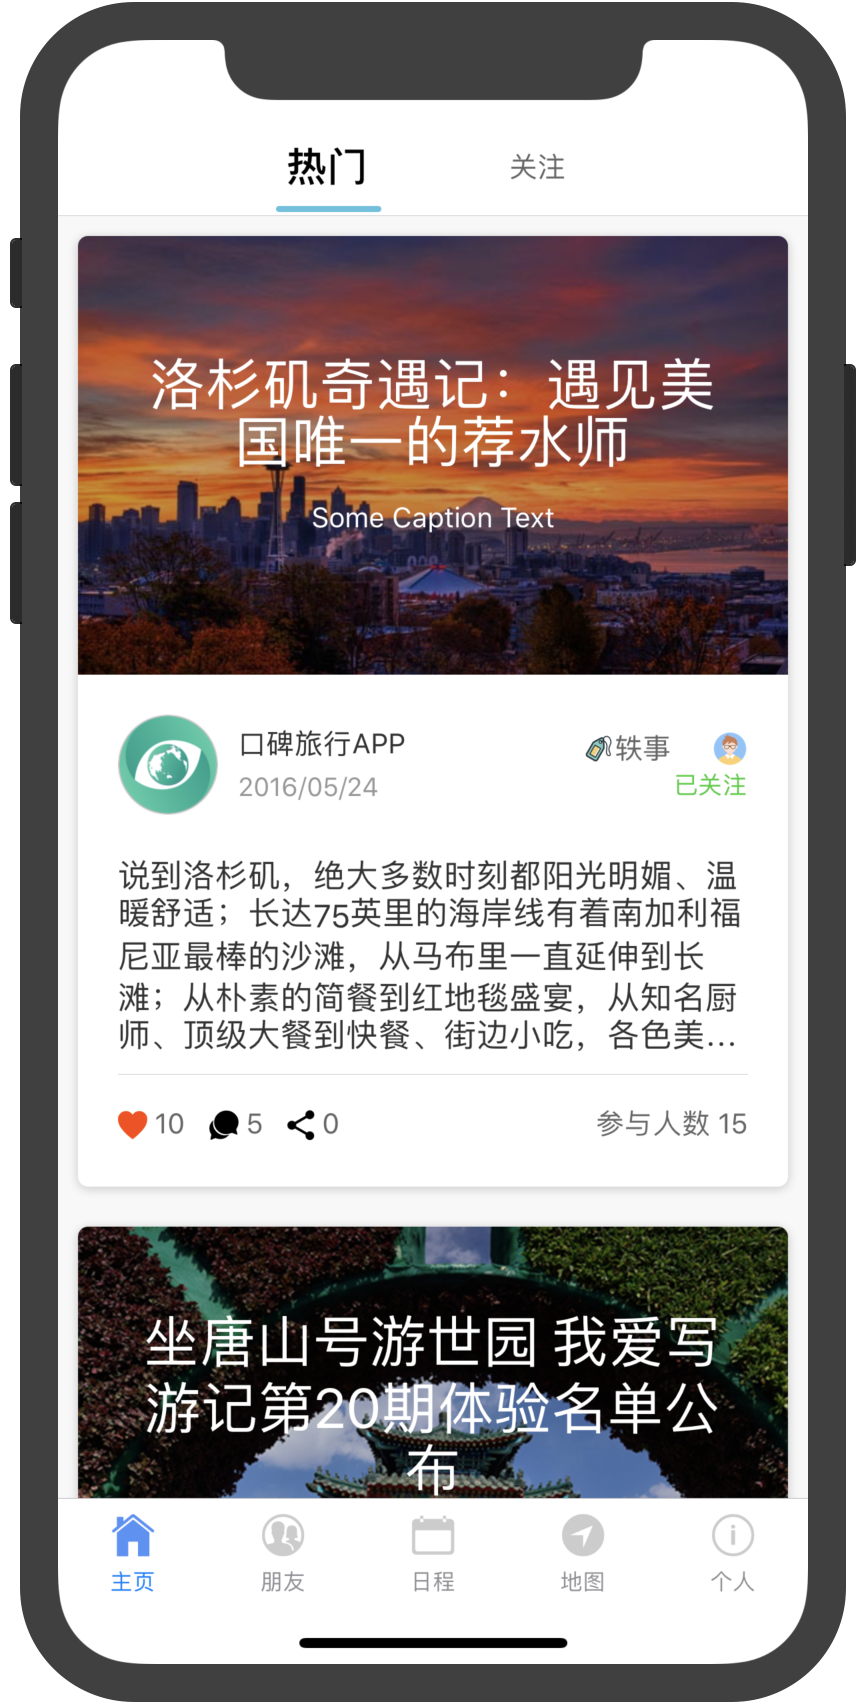 热门
关注
洛杉矶奇遇记：遇见美
国唯一的荐水师
Some Caption Text
口碑旅行APP
轶事
2016/05/24
已关注
说到洛杉矶，绝大多数时刻都阳光明媚、温
暖舒适；长达75英里的海岸线有着南加利福
尼亚最棒的沙滩，从马布里一直延伸到长
滩；从朴素的简餐到红地毯盛宴，从知名厨
师、顶级大餐到快餐、街边小吃，各色美...
10
5
0
参与人数 15
坐唐山号游世园 我爱写
游记第20期体验名单公
布
主页
朋友
日程
地图
个人